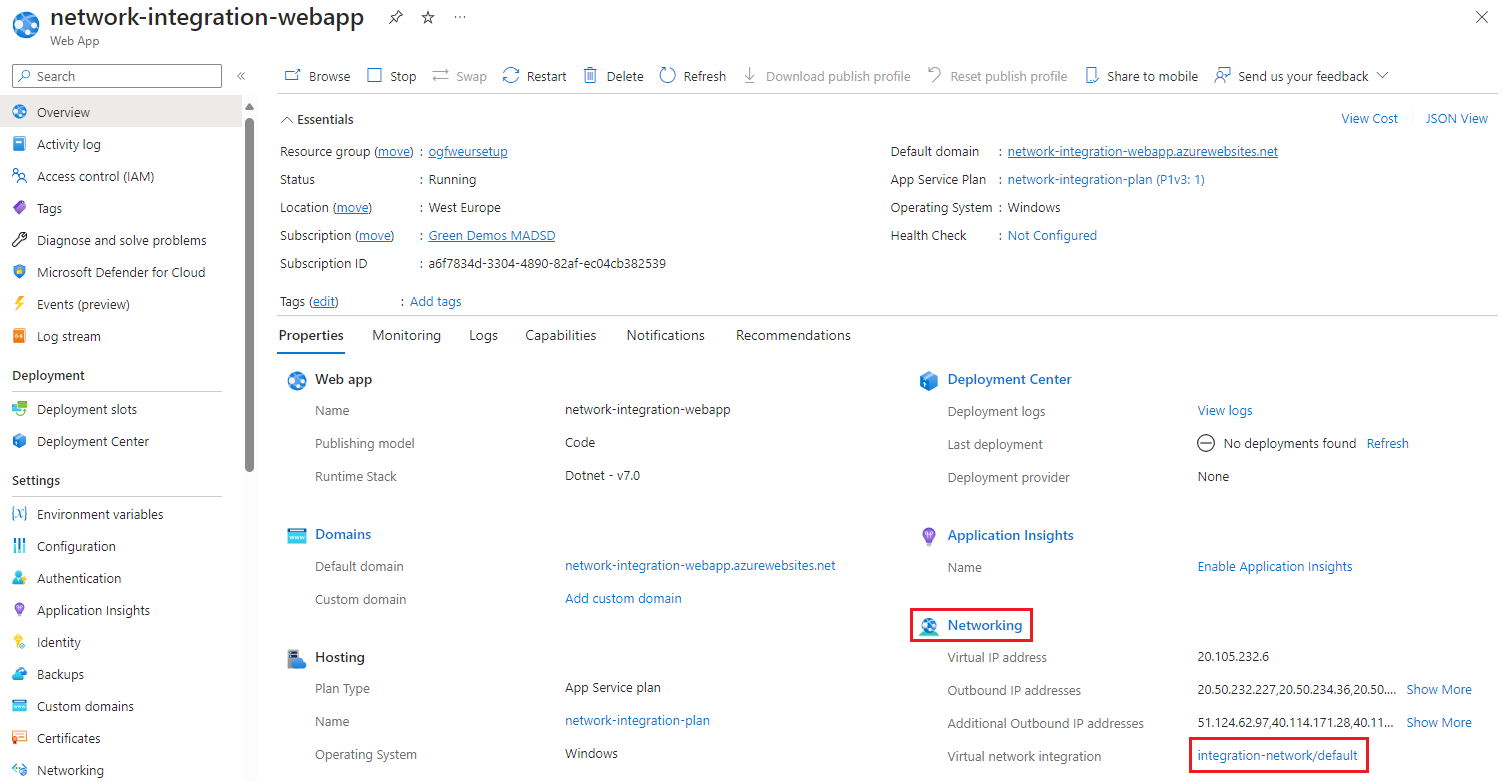 network-integration-webapp
Web App
Search
Overview
Activity log
Access control (IAM)
Tags
Diagnose and solve problems
Microsoft Defender for Cloud
Events (preview)
Log stream
Deployment
Deployment slots
Deployment Center
Settings
Environment variables
Configuration
Authentication
Application Insights
Identity
Backups
Custom domains
Certificates
Networking
Browse Stop Swap Restart Delete Refresh Download publish profile Reset publish profile Share to mobile Send us your feedback
Essentials
View Cost JSON View
Resource group (move) : ogfweursetup
Status : Running
Location (move) : West Europe
Subscription (move) : Green Demos MADSD
Subscription ID : a6f7834d-3304-4890-82af-ec04cb382539
Default domain : network-integration-webapp.azurewebsites.net
App Service Plan : network-integration-plan (P1v3: 1)
Operating System : Windows
Health Check : Not Configured
Tags (edit) : Add tags
Properties Monitoring Logs Capabilities Notifications Recommendations
Web app
Name network-integration-webapp
Publishing model Code
Runtime Stack Dotnet - v7.0
Domains
Default domain network-integration-webapp.azurewebsites.net
Custom domain Add custom domain
Hosting
Plan Type App Service plan
Name network-integration-plan
Operating System Windows
Deployment Center
Deployment logs View logs
Last deployment No deployments found Refresh
Deployment provider None
Application Insights
Name Enable Application Insights
Networking
Virtual IP address 20.105.232.6
Outbound IP addresses 20.50.232.227,20.50.234.36,20.50.... Show More
Additional Outbound IP addresses 51.124.62.97,40.114.171.28,40.11... Show More
Virtual network integration integration-network/default